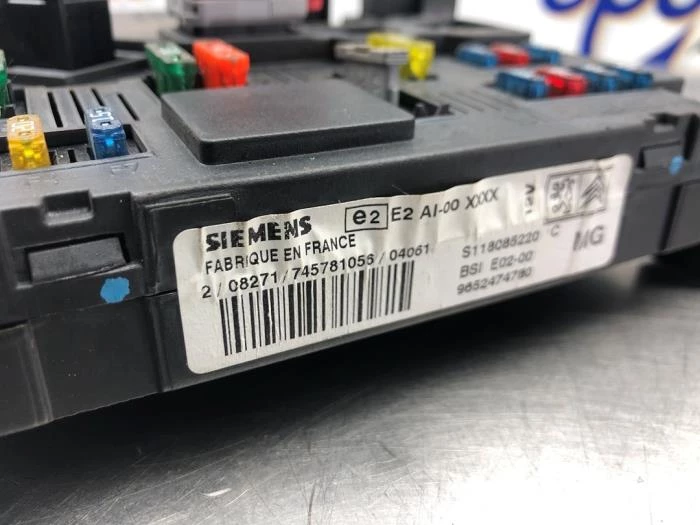 SIEMENS e2 E2 AI-00 XXXX 12V
FABRIQUE EN FRANCE S118085220 C
2/08271/745781056/04061 BSI E02-00 MG
9652474780